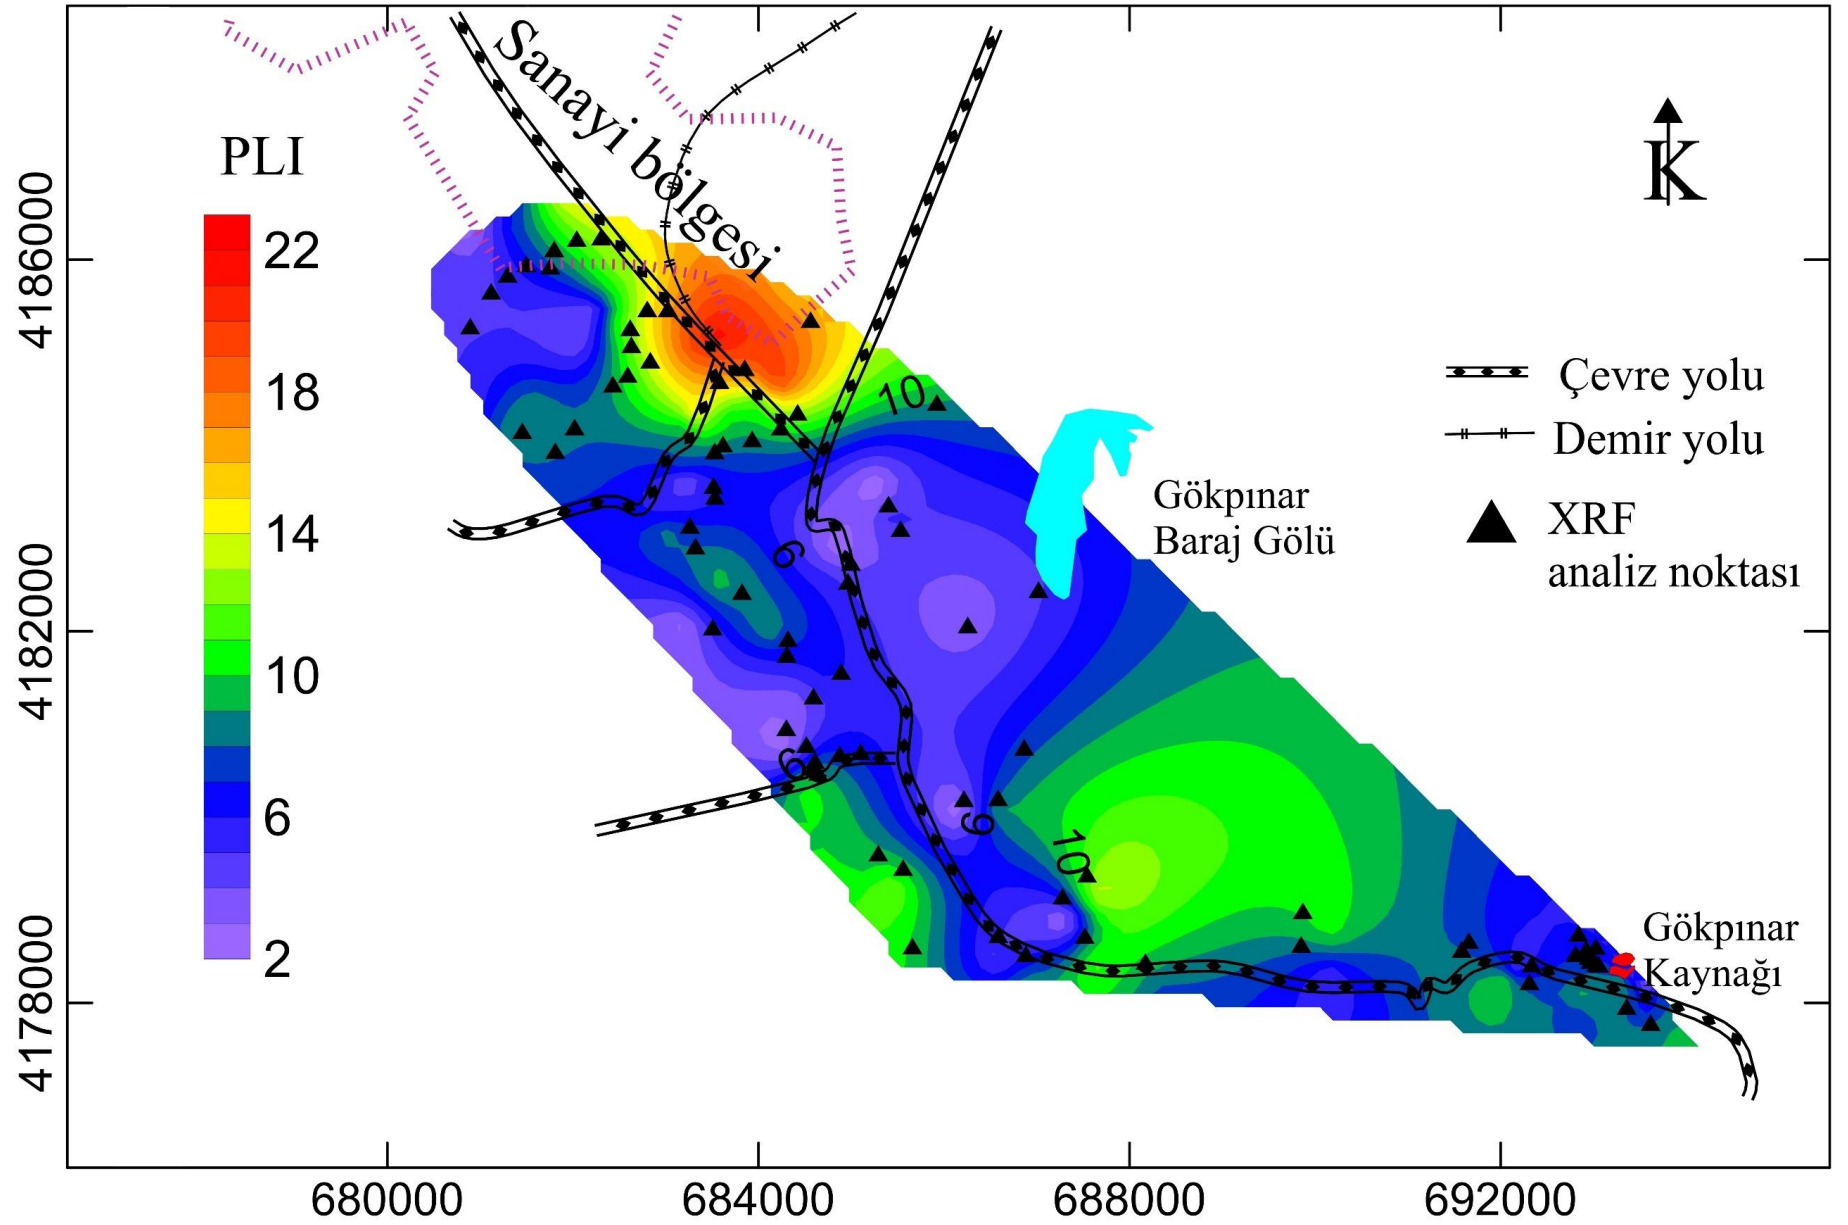 Sanayi bölgesi
PLI
K
22
18
14
10
6
2
4186000
4182000
4178000
10
6
6
6
10
Çevre yolu
Demir yolu
XRF
analiz noktası
Gökpınar
Baraj Gölü
Gökpınar
Kaynağı
680000
684000
688000
692000